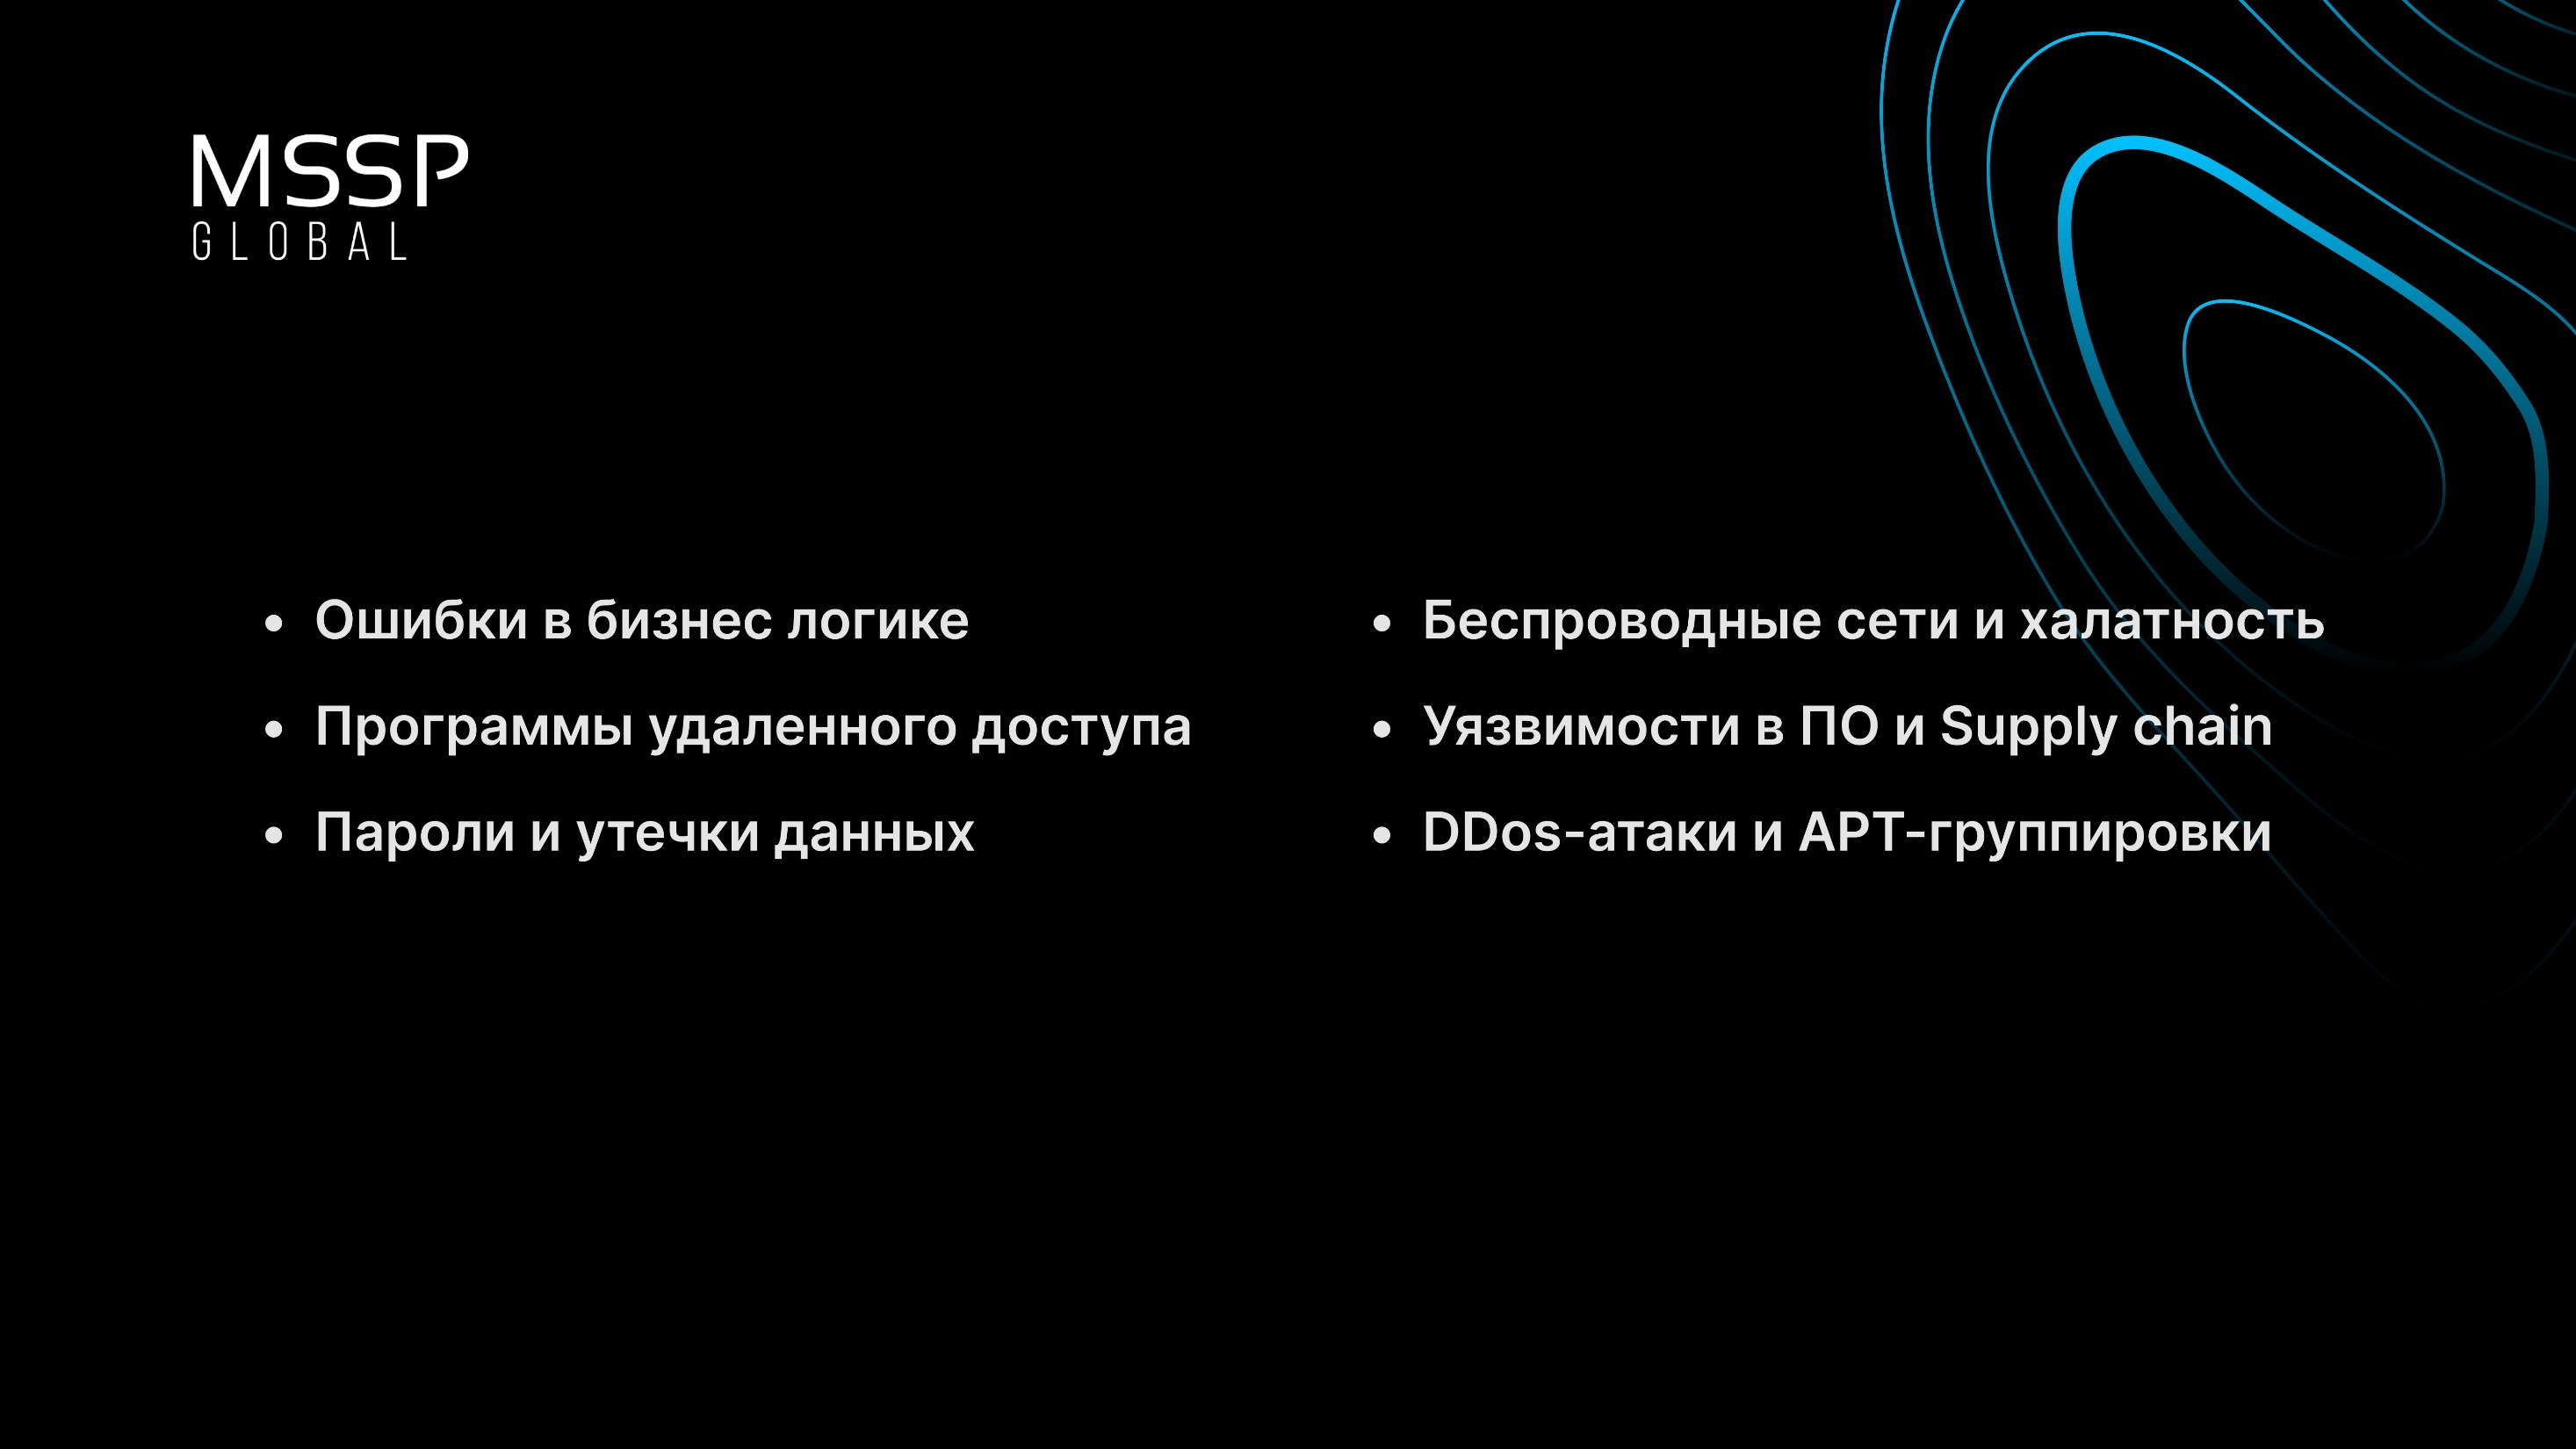 MSSP
GLOBAL
• Ошибки в бизнес логике
• Программы удаленного доступа
• Пароли и утечки данных
• Беспроводные сети и халатность
• Уязвимости в ПО и Supply chain
• DDos-атаки и APT-группировки